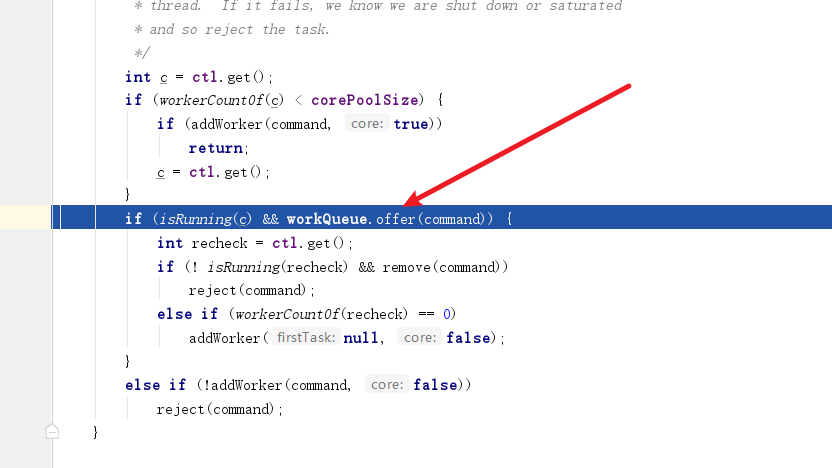 * thread.  If it fails, we know we are shut down or saturated
* and so reject the task.
*/
int c = ctl.get();
if (workerCountOf(c) < corePoolSize) {
if (addWorker(command, core: true))
return;
c = ctl.get();
}
if (isRunning(c) && workQueue.offer(command)) {
int recheck = ctl.get();
if (! isRunning(recheck) && remove(command))
reject(command);
else if (workerCountOf(recheck) == 0)
addWorker( firstTask: null, core: false);
}
else if (!addWorker(command, core: false))
reject(command);
}